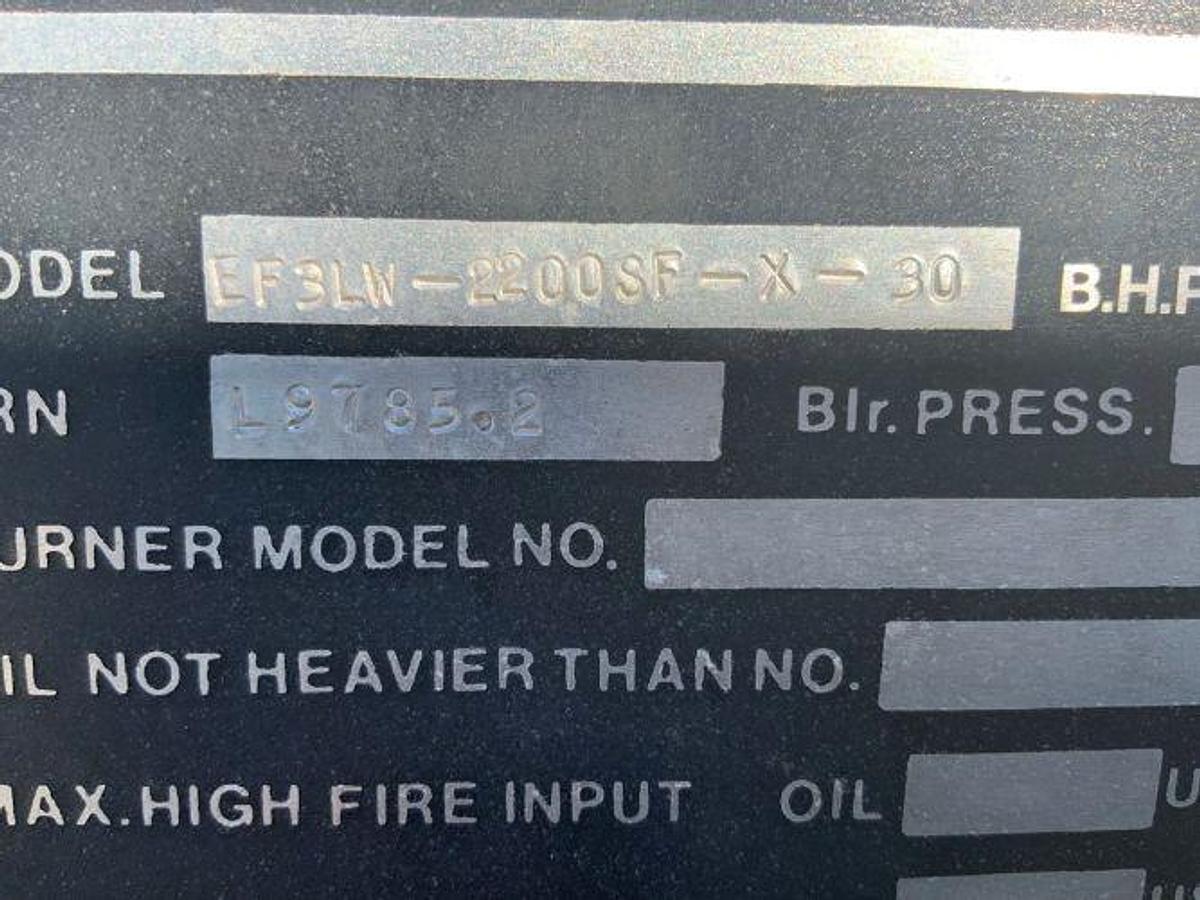 ODEL EF3LW-2200SF-X-30 B.H.P
RN L9785.2 Blr. PRESS.
URNER MODEL NO.
IL NOT HEAVIER THAN NO.
MAX. HIGH FIRE INPUT OIL U